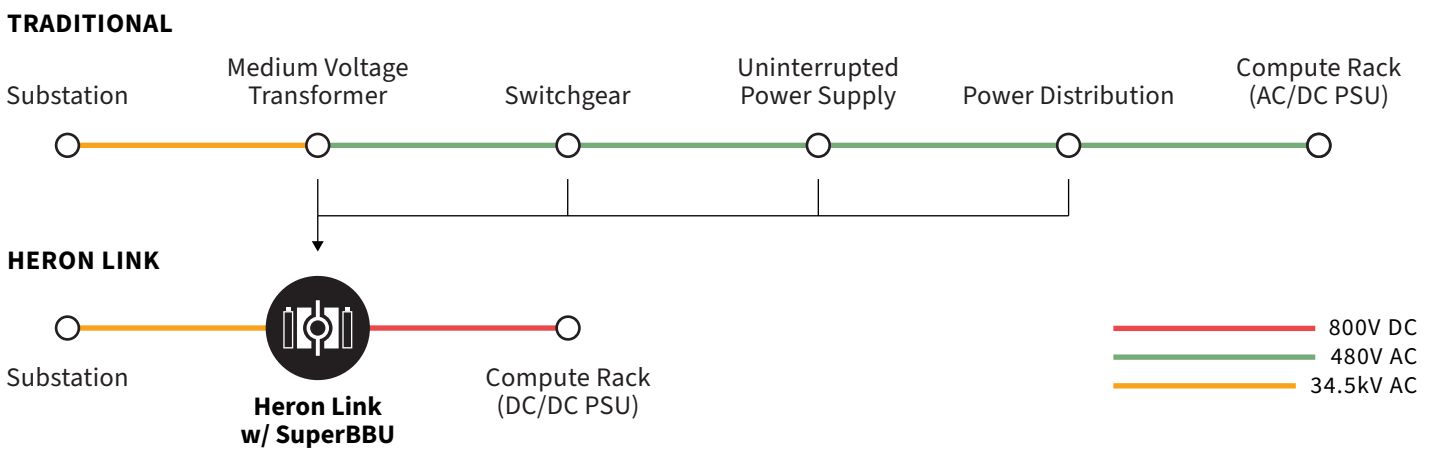 TRADITIONAL
Substation
Medium Voltage
Transformer
Switchgear
Uninterrupted
Power Supply
Power Distribution
Compute Rack
(AC/DC PSU)
HERON LINK
Substation
Heron Link
w/ SuperBBU
Compute Rack
(DC/DC PSU)
800V DC
480V AC
34.5kV AC